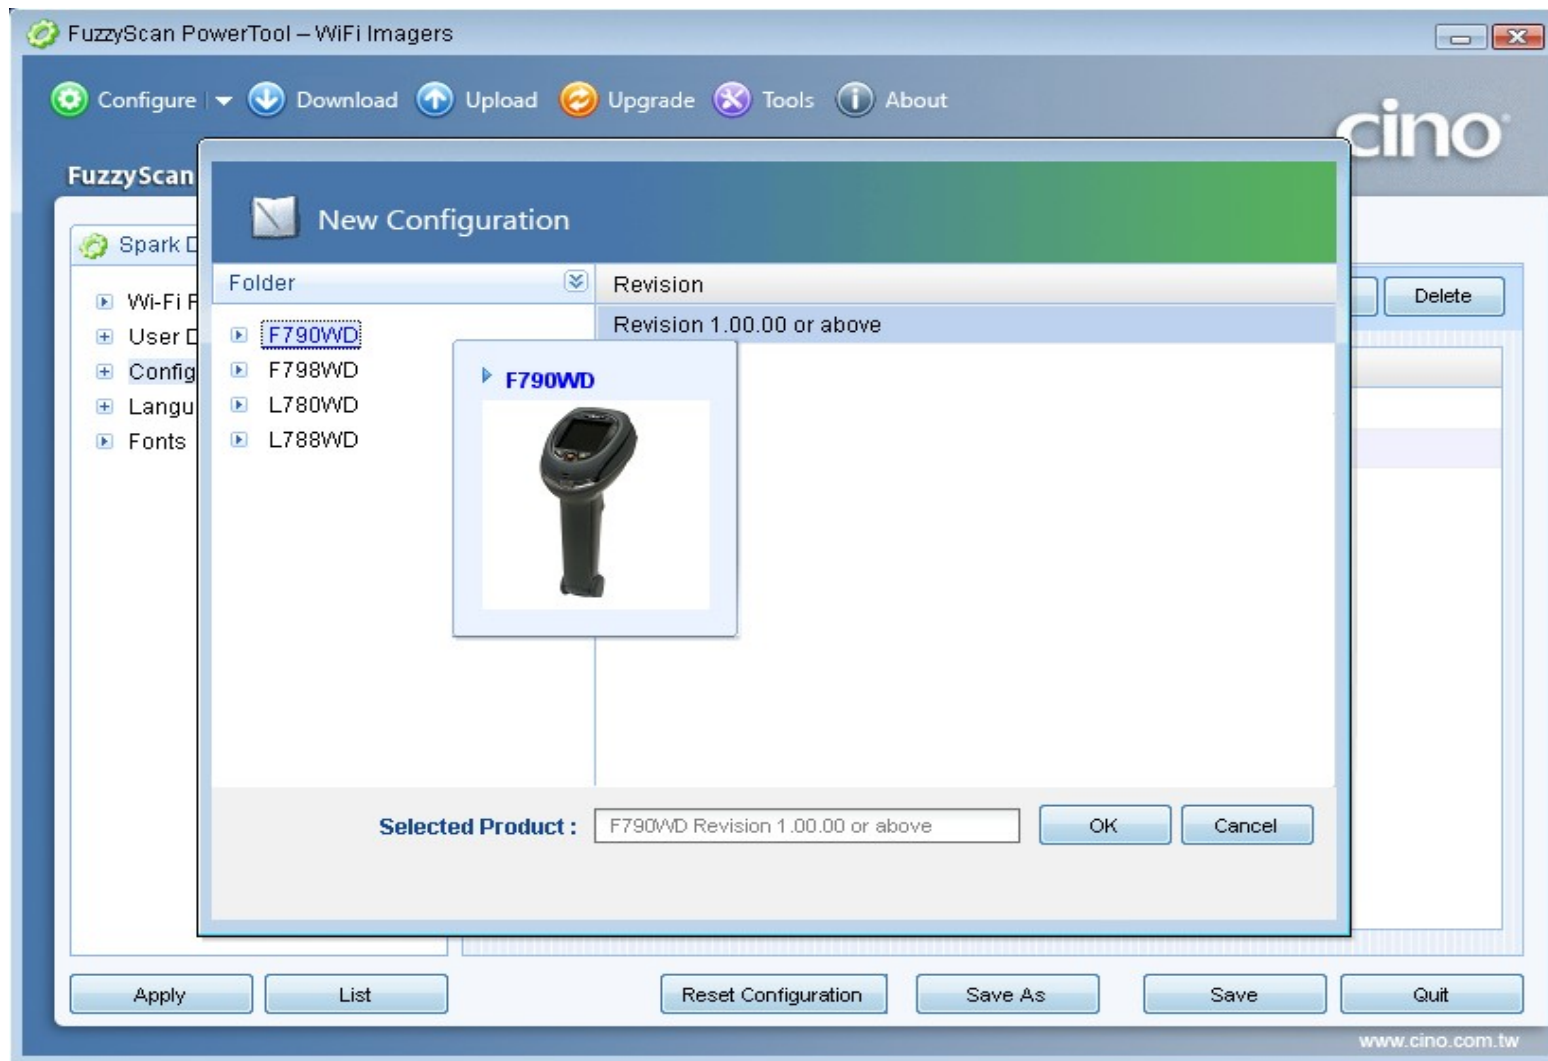 FuzzyScan PowerTool – WiFi Imagers
Configure Download Upload Upgrade Tools About
cino
FuzzyScan
New Configuration
Spark D
Folder
Revision
Delete
Wi-Fi F
User D
Config
Langu
Fonts
F790WD
F798WD
L780WD
L788WD
Revision 1.00.00 or above
F790WD
Selected Product : F790WD Revision 1.00.00 or above OK Cancel
Apply List Reset Configuration Save As Save Quit
www.cino.com.tw